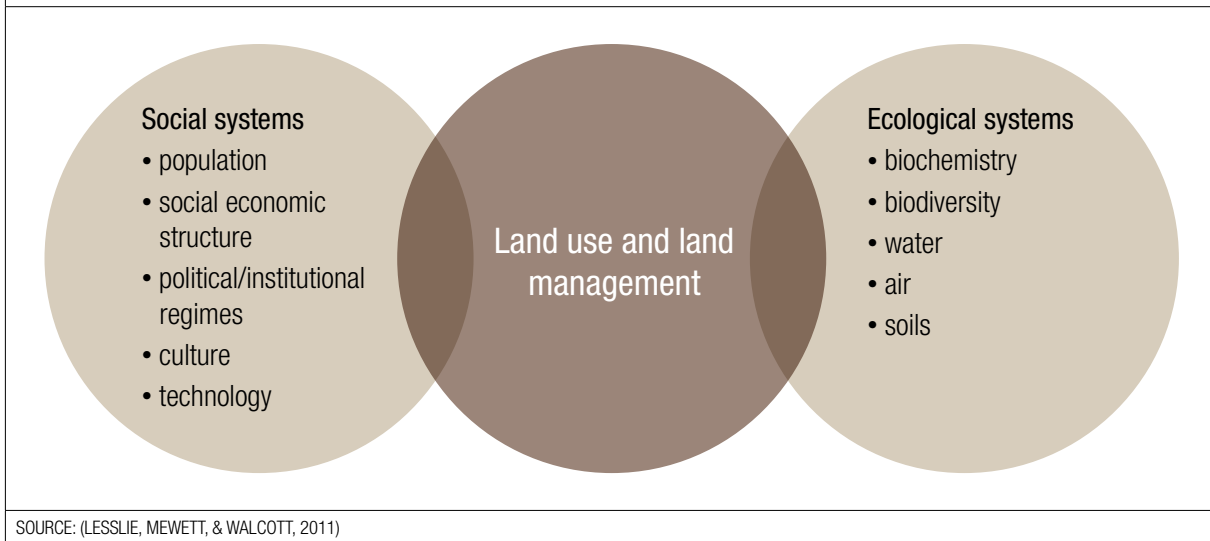 Social systems
• population
• social economic
structure
• political/institutional
regimes
• culture
• technology
Land use and land
management
Ecological systems
• biochemistry
• biodiversity
• water
• air
• soils
SOURCE: (LESSLIE, MEWETT, & WALCOTT, 2011)